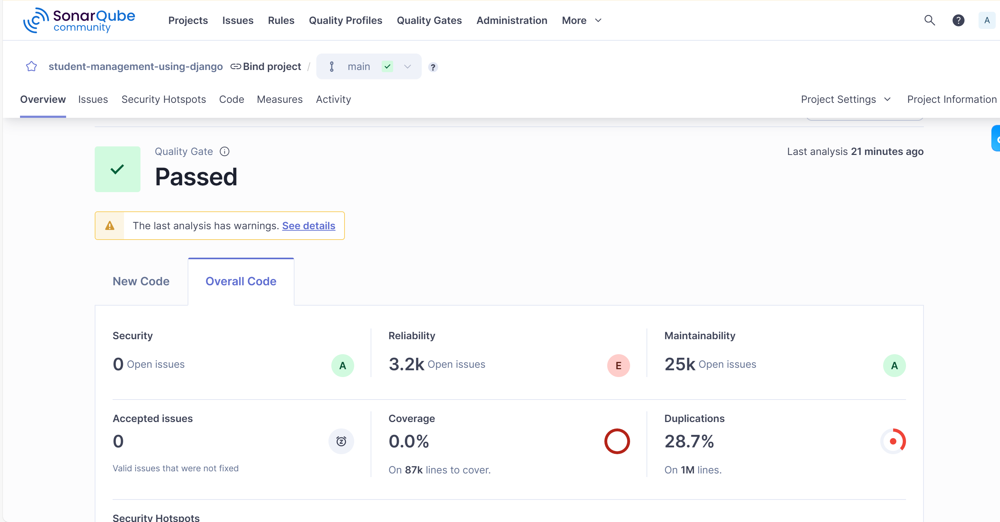 SonarQube
community
Projects Issues Rules Quality Profiles Quality Gates Administration More
? A
student-management-using-django Bind project / main ?
Overview Issues Security Hotspots Code Measures Activity Project Settings Project Information
Quality Gate
Last analysis 21 minutes ago
Passed
The last analysis has warnings. See details
New Code Overall Code
Security Reliability Maintainability
0 Open issues A 3.2k Open issues E 25k Open issues A
Accepted issues Coverage Duplications
0 0.0% 28.7%
Valid issues that were not fixed On 87k lines to cover. On 1M lines.
Security Hotspots